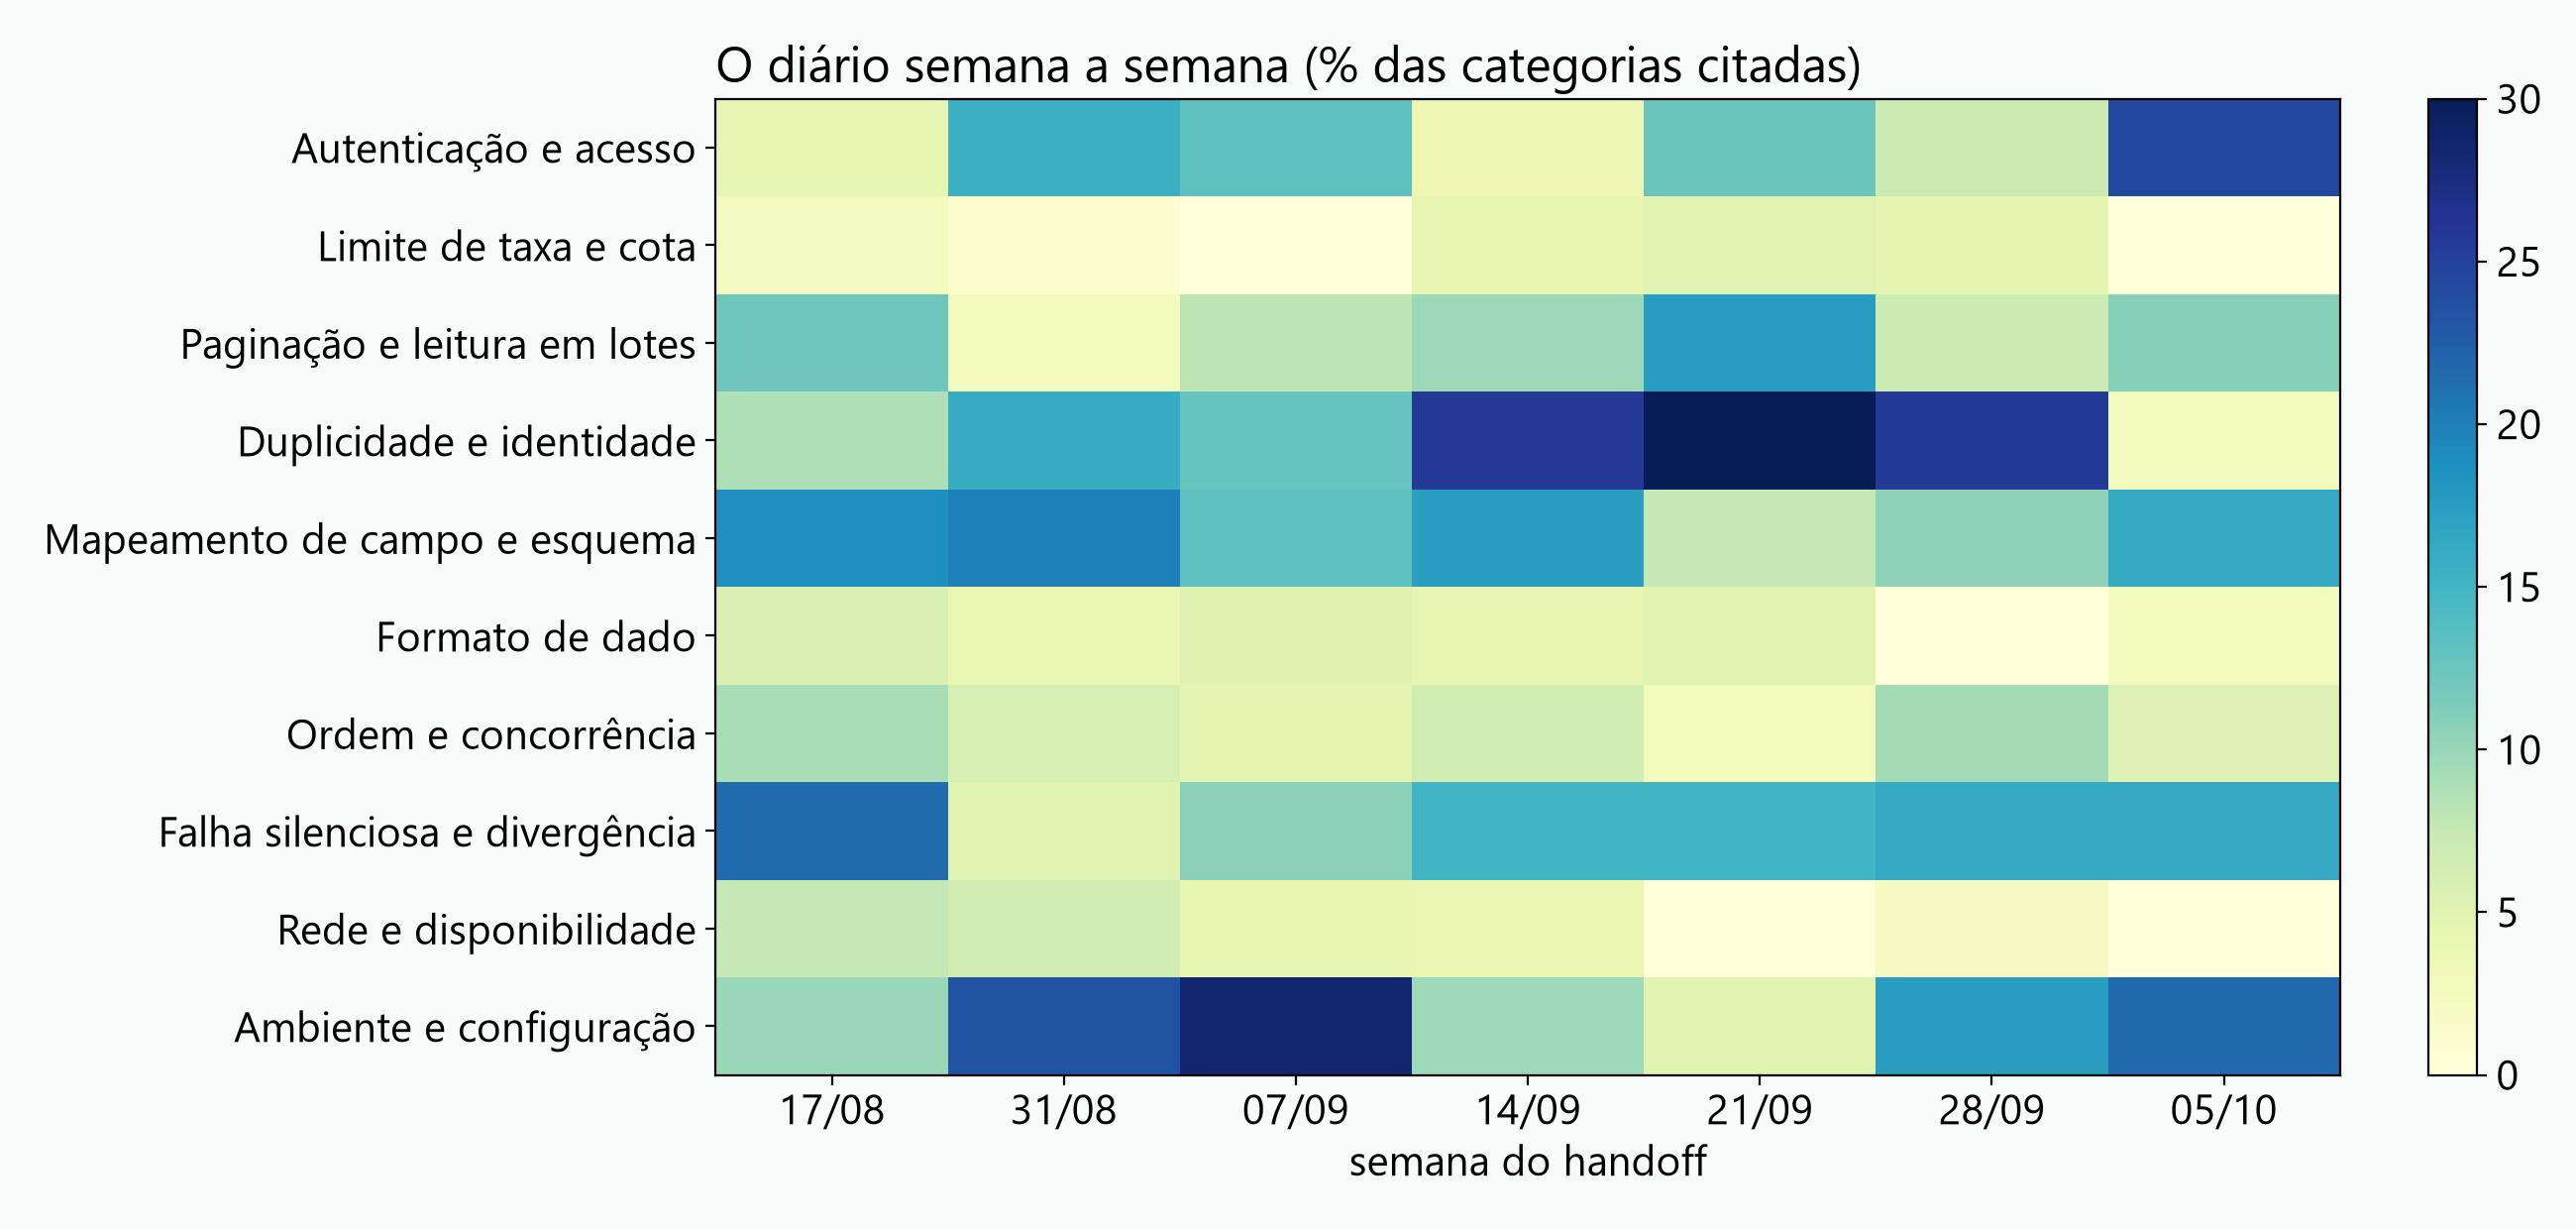 O diário semana a semana (% das categorias citadas)
Autenticação e acesso
Limite de taxa e cota
Paginação e leitura em lotes
Duplicidade e identidade
Mapeamento de campo e esquema
Formato de dado
Ordem e concorrência
Falha silenciosa e divergência
Rede e disponibilidade
Ambiente e configuração
17/08 31/08 07/09 14/09 21/09 28/09 05/10
semana do handoff
30
25
20
15
10
5
0